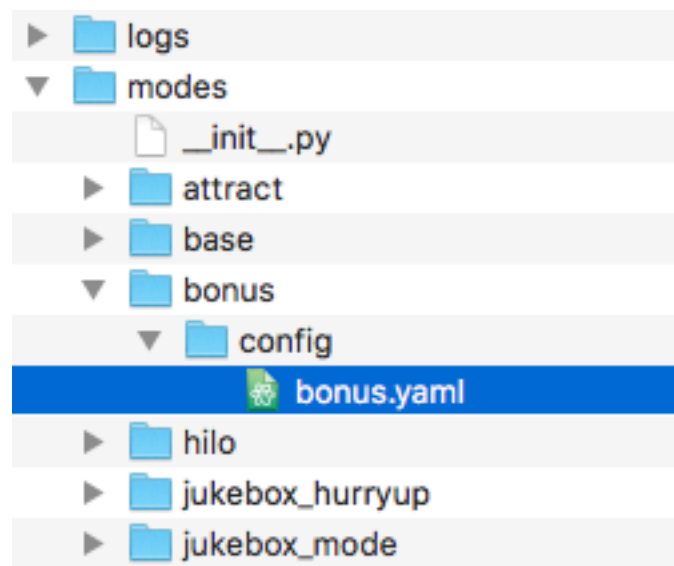 logs
modes
__init__.py
attract
base
bonus
config
bonus.yaml
hilo
jukebox_hurryup
jukebox_mode